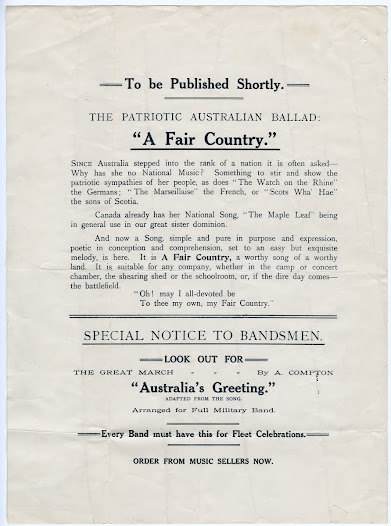 To be Published Shortly.
THE PATRIOTIC AUSTRALIAN BALLAD:
“A Fair Country.”
SINCE Australia stepped into the rank of a nation it is often asked—
Why has she no National Music? Something to stir and show the
patriotic sympathies of her people, as does “The Watch on the Rhine”
the Germans; “The Marseillaise” the French, or “Scots Wha’ Hae”
the sons of Scotia.
Canada already has her National Song, “The Maple Leaf” being
in general use in our great sister dominion.
And now a Song, simple and pure in purpose and expression,
poetic in conception and comprehension, set to an easy but exquisite
melody, is here. It is A Fair Country, a worthy song of a worthy
land. It is suitable for any company, whether in the camp or concert
chamber, the shearing shed or the schoolroom, or, if the dire day comes—
the battlefield.
“Oh! may I all-devoted be
To thee my own, my Fair Country.”
SPECIAL NOTICE TO BANDSMEN.
LOOK OUT FOR
THE GREAT MARCH - - - By A. COMPTON
“Australia’s Greeting.”
ADAPTED FROM THE SONG.
Arranged for Full Military Band.
Every Band must have this for Fleet Celebrations.
ORDER FROM MUSIC SELLERS NOW.